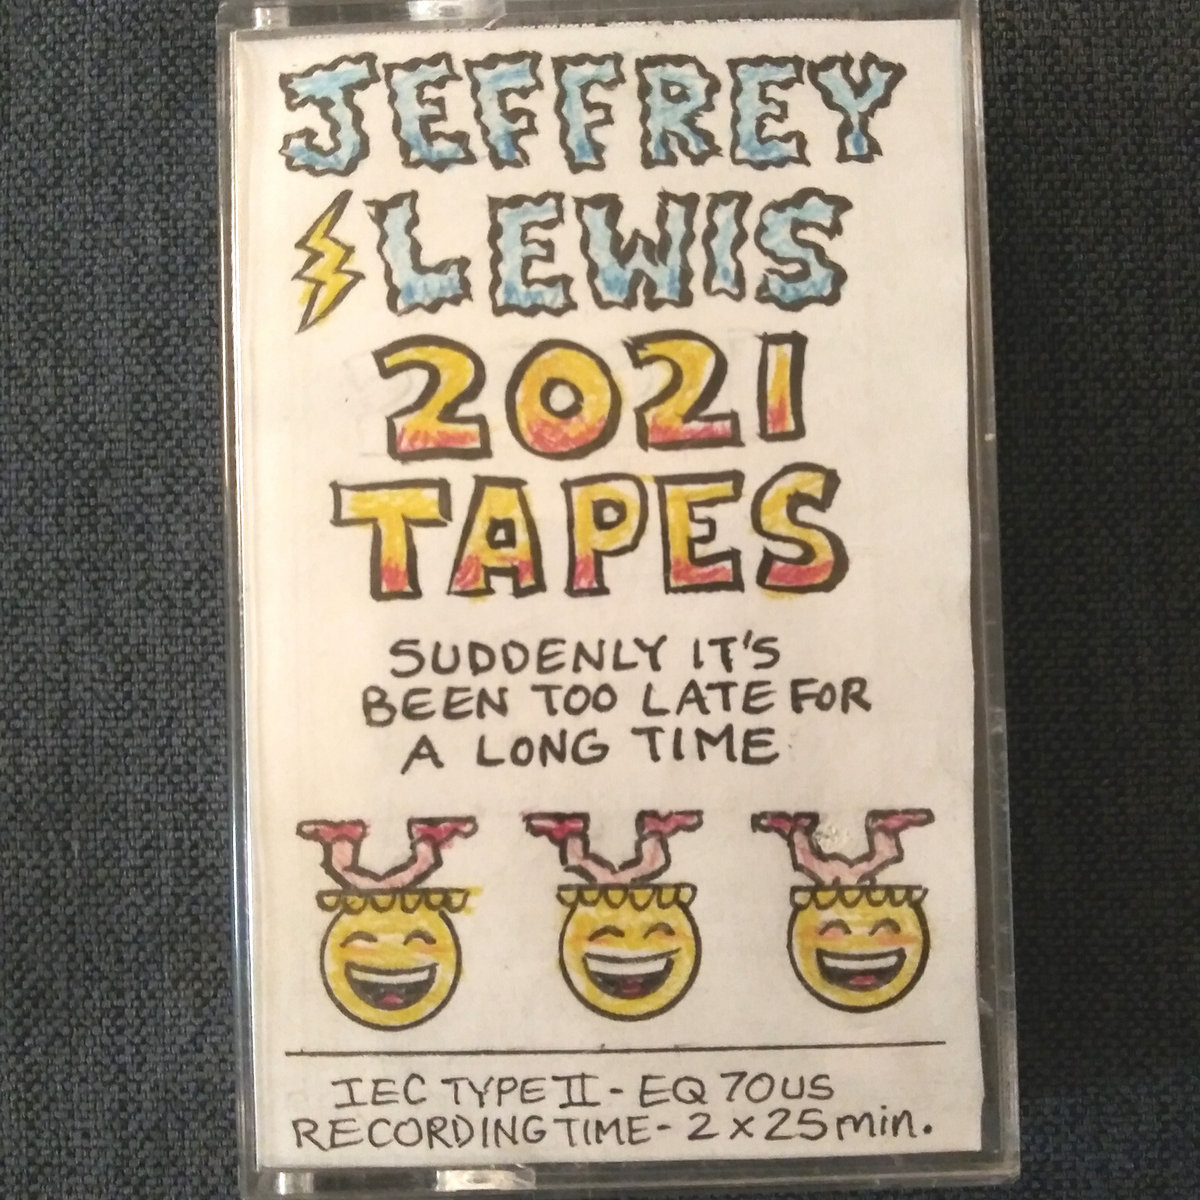 JEFFREY
LEWIS
2021
TAPES
SUDDENLY IT'S
BEEN TOO LATE FOR
A LONG TIME
IEC TYPE II - EQ 70US
RECORDING TIME - 2 x 25 min.